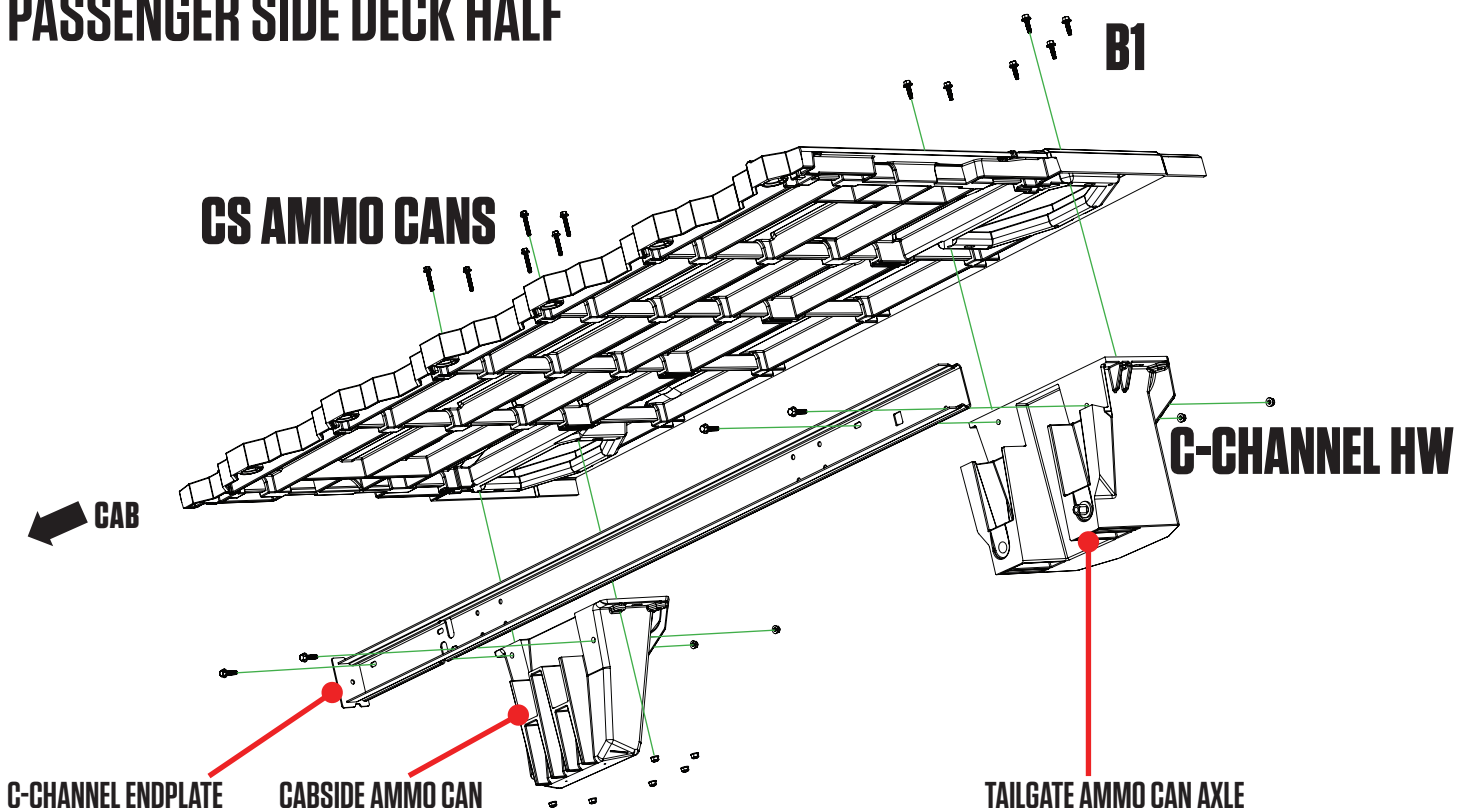 PASSENGER SIDE DECK HALF
B1
CS AMMO CANS
C-CHANNEL HW
CAB
C-CHANNEL ENDPLATE
CABSIDE AMMO CAN
TAILGATE AMMO CAN AXLE